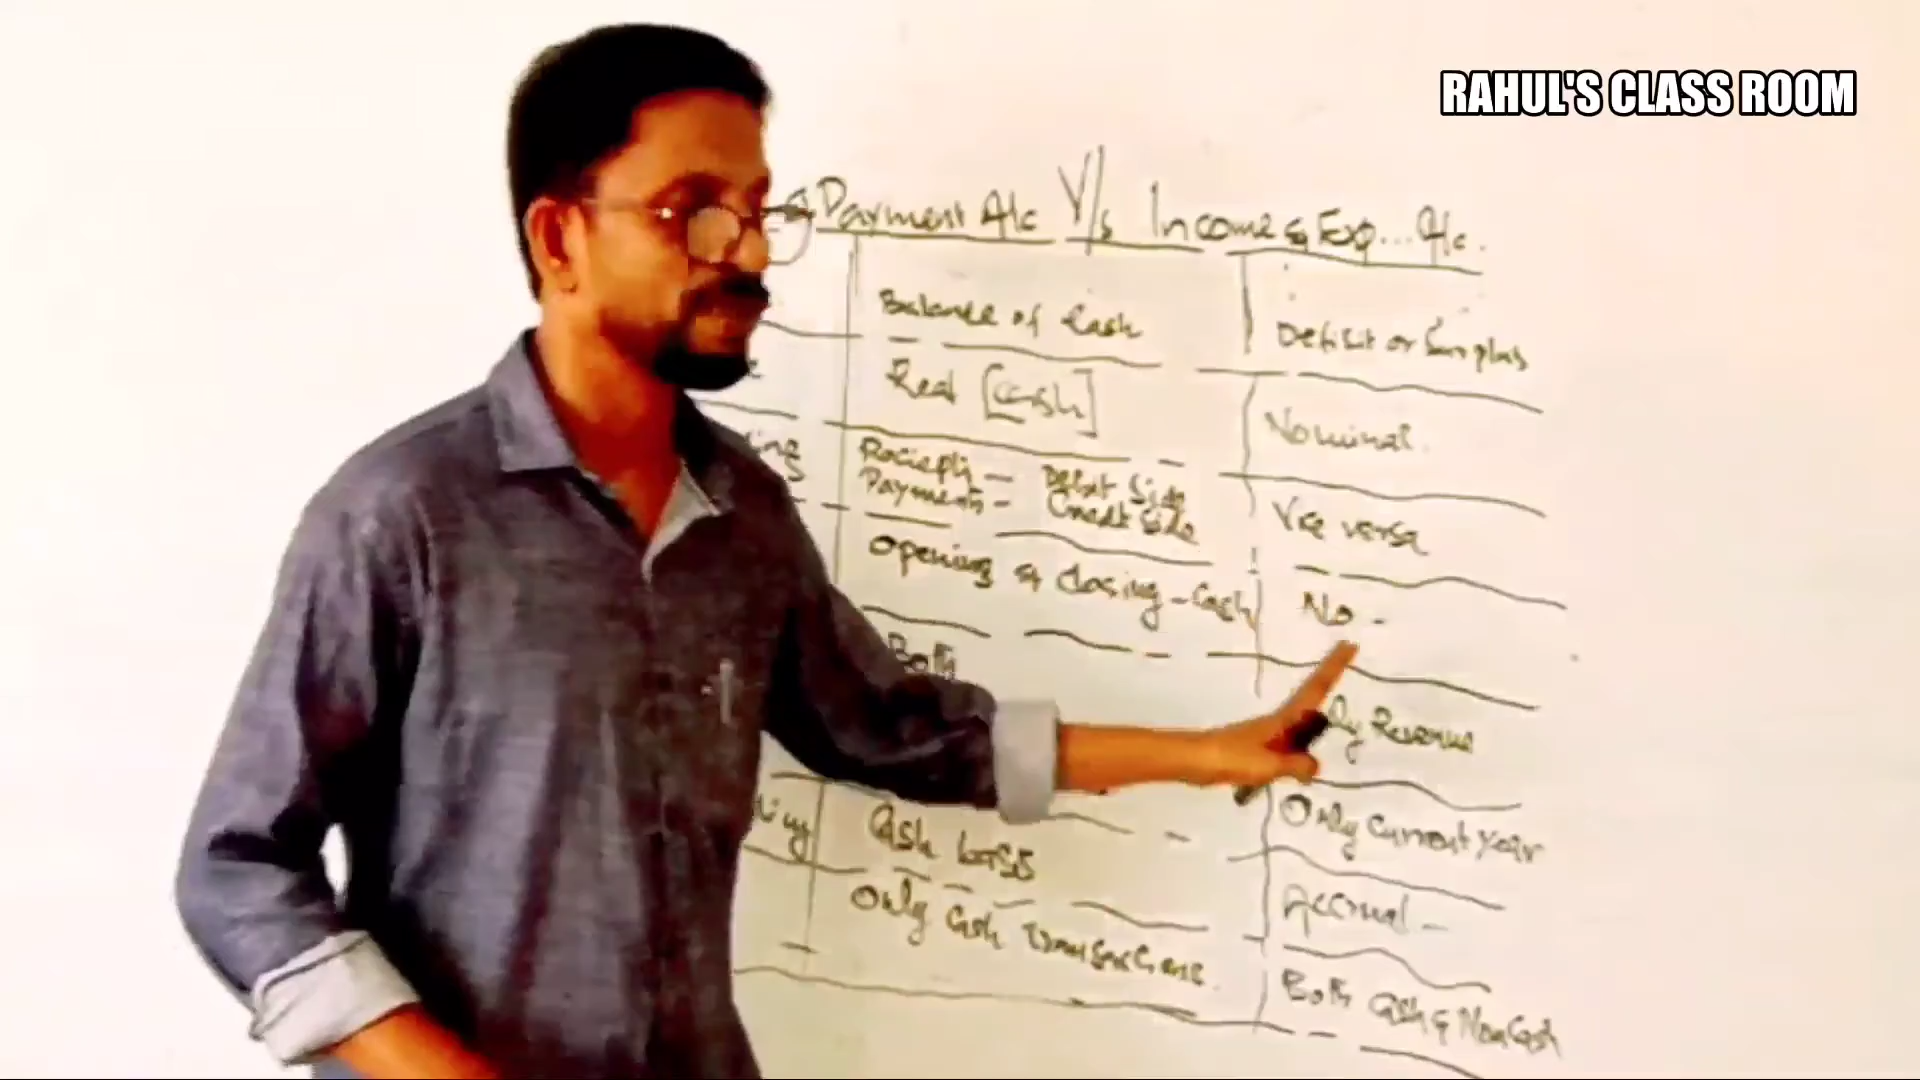 RAHUL'S CLASS ROOM
& Payment A/c V/s Income & Exp... A/c.
Balance of Cash
Deficit or Surplus
Real [Cash]
Nominal.
Reciepts - Debit Side
Payments - Credit Side
Vice versa
Opening & Closing - Cash
No -
Both
ly Revenue
Only Current Year
Cash basis
Accrual -
Only Cash transactions.
Both Cash & Non Cash